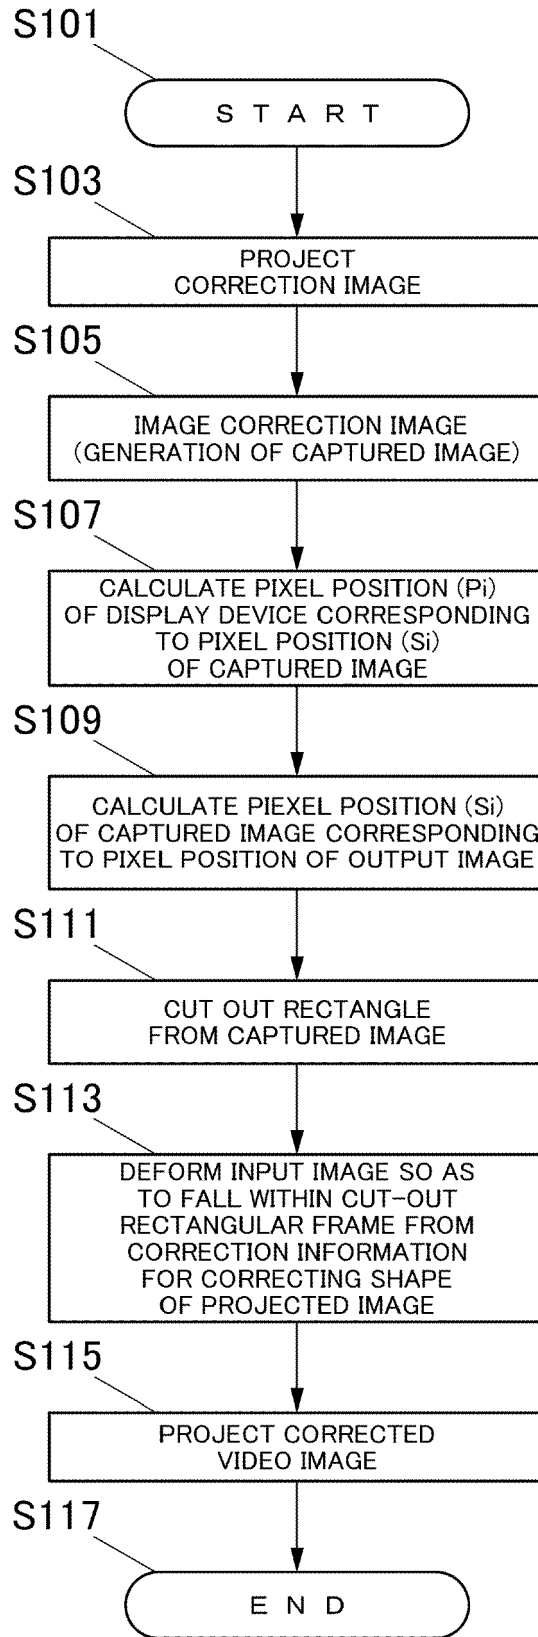 S101
S T A R T
S103
PROJECT
CORRECTION IMAGE
S105
IMAGE CORRECTION IMAGE
(GENERATION OF CAPTURED IMAGE)
S107
CALCULATE PIXEL POSITION (Pi)
OF DISPLAY DEVICE CORRESPONDING
TO PIXEL POSITION (Si)
OF CAPTURED IMAGE
S109
CALCULATE PIEXEL POSITION (Si)
OF CAPTURED IMAGE CORRESPONDING
TO PIXEL POSITION OF OUTPUT IMAGE
S111
CUT OUT RECTANGLE
FROM CAPTURED IMAGE
S113
DEFORM INPUT IMAGE SO AS
TO FALL WITHIN CUT-OUT
RECTANGULAR FRAME FROM
CORRECTION INFORMATION
FOR CORRECTING SHAPE
OF PROJECTED IMAGE
S115
PROJECT CORRECTED
VIDEO IMAGE
S117
E N D